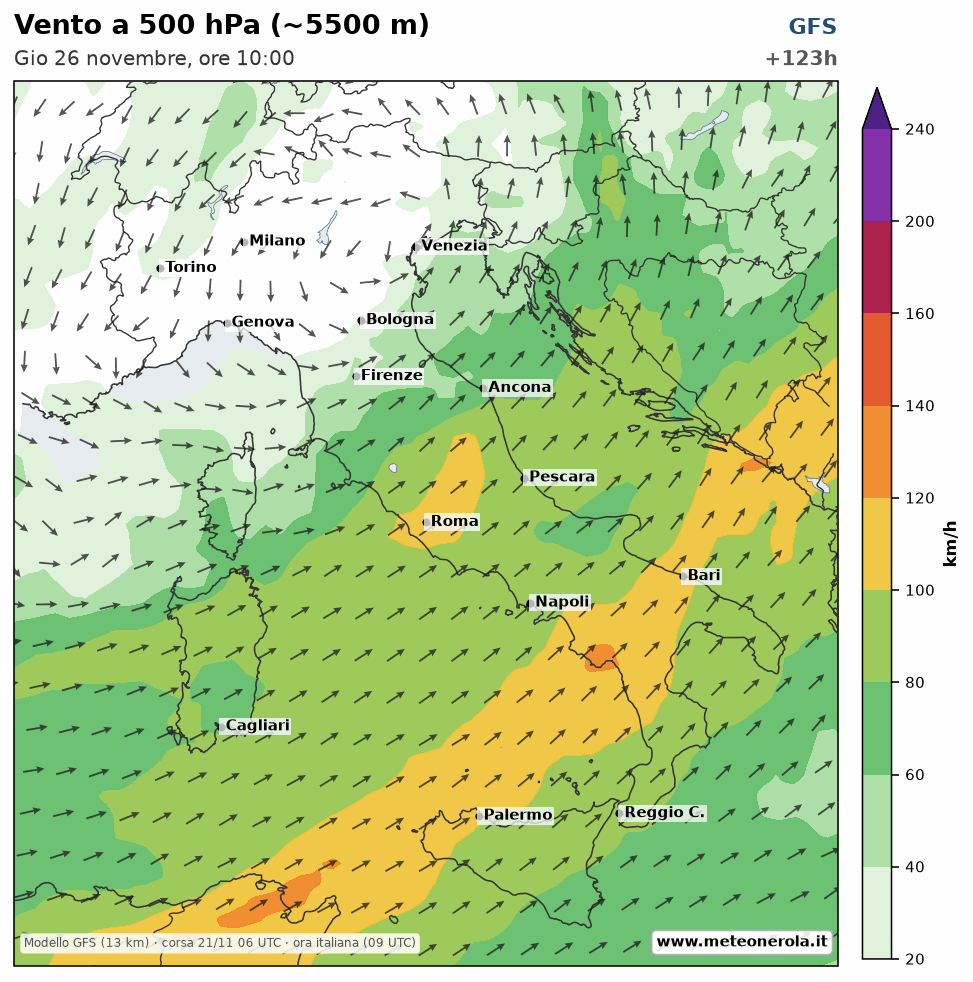 Vento a 500 hPa (~5500 m)
GFS
Gio 26 novembre, ore 10:00
+123h
240
200
160
140
120
100
80
60
40
20
km/h
Milano
Venezia
Torino
Genova
Bologna
Firenze
Ancona
Pescara
Roma
Bari
Napoli
Cagliari
Palermo
Reggio C.
Modello GFS (13 km) · corsa 21/11 06 UTC · ora italiana (09 UTC)
www.meteonerola.it